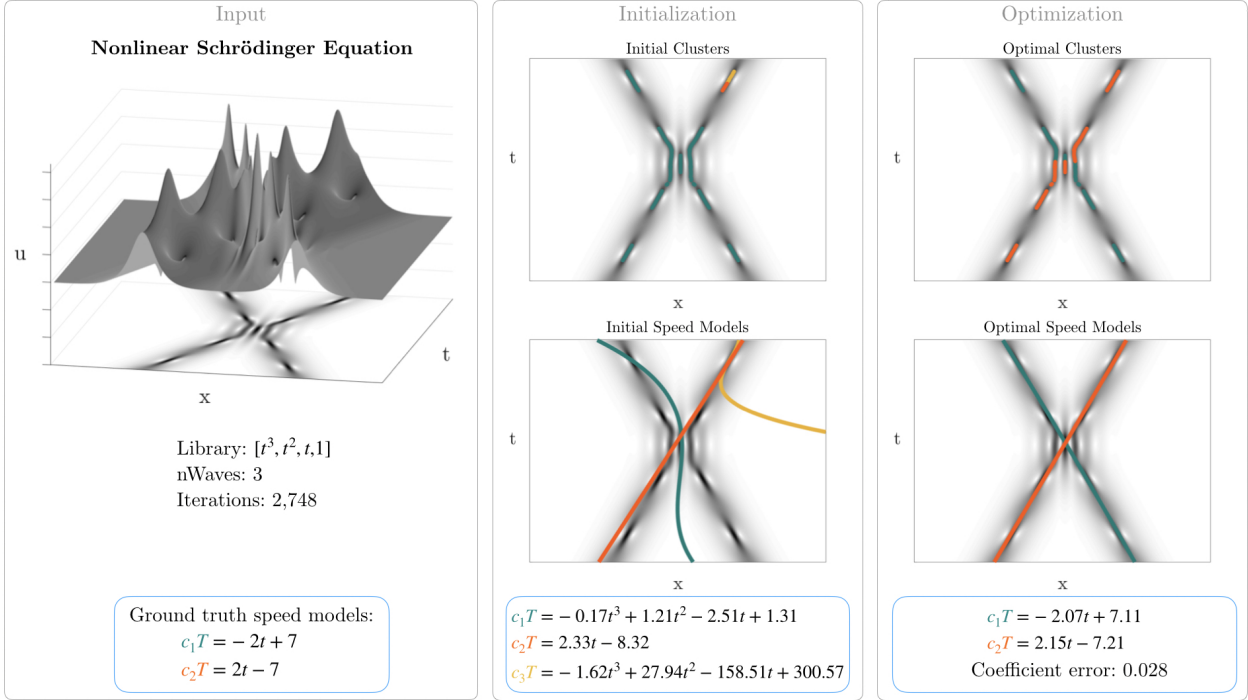 Input
Nonlinear Schrödinger Equation
u
t
x
Library: [t³, t², t,1]
nWaves: 3
Iterations: 2,748
Ground truth speed models:
c₁T = − 2t + 7
c₂T = 2t − 7
Initialization
Initial Clusters
t
x
Initial Speed Models
t
x
c₁T = − 0.17t³ + 1.21t² − 2.51t + 1.31
c₂T = 2.33t − 8.32
c₃T = − 1.62t³ + 27.94t² − 158.51t + 300.57
Optimization
Optimal Clusters
t
x
Optimal Speed Models
t
x
c₁T = − 2.07t + 7.11
c₂T = 2.15t − 7.21
Coefficient error: 0.028